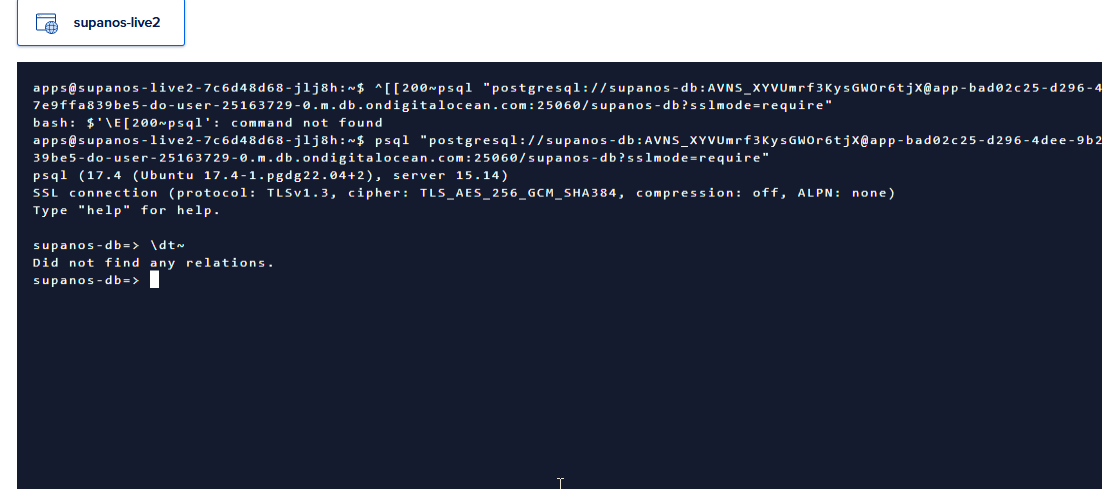 supanos-live2
apps@supanos-live2-7c6d48d68-jlj8h:~$ ^[[200~psql "postgresql://supanos-db:AVNS_XYVUmrf3KysGWOr6tjX@app-bad02c25-d296-4
7e9ffa839be5-do-user-25163729-0.m.db.ondigitalocean.com:25060/supanos-db?sslmode=require"
bash: $'\E[200~psql': command not found
apps@supanos-live2-7c6d48d68-jlj8h:~$ psql "postgresql://supanos-db:AVNS_XYVUmrf3KysGWOr6tjX@app-bad02c25-d296-4dee-9b2
39be5-do-user-25163729-0.m.db.ondigitalocean.com:25060/supanos-db?sslmode=require"
psql (17.4 (Ubuntu 17.4-1.pgdg22.04+2), server 15.14)
SSL connection (protocol: TLSv1.3, cipher: TLS_AES_256_GCM_SHA384, compression: off, ALPN: none)
Type "help" for help.
supanos-db=> \dt~
Did not find any relations.
supanos-db=>